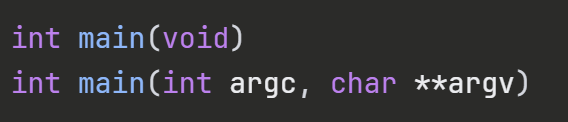 int main(void)
int main(int argc, char **argv)